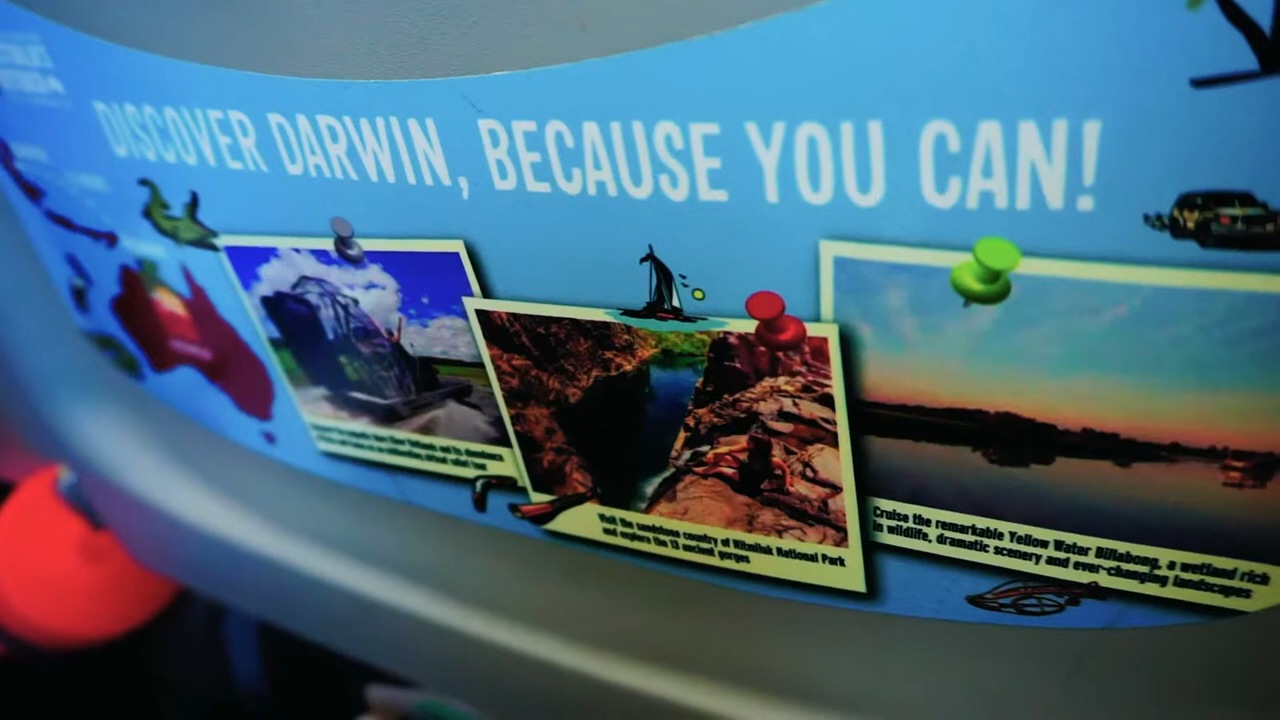 DISCOVER DARWIN, BECAUSE YOU CAN!
Visit the sandstone country of Nitmiluk National Park
and explore the 13 ancient gorges
Cruise the remarkable Yellow Water Billabong, a wetland rich
in wildlife, dramatic scenery and ever-changing landscapes